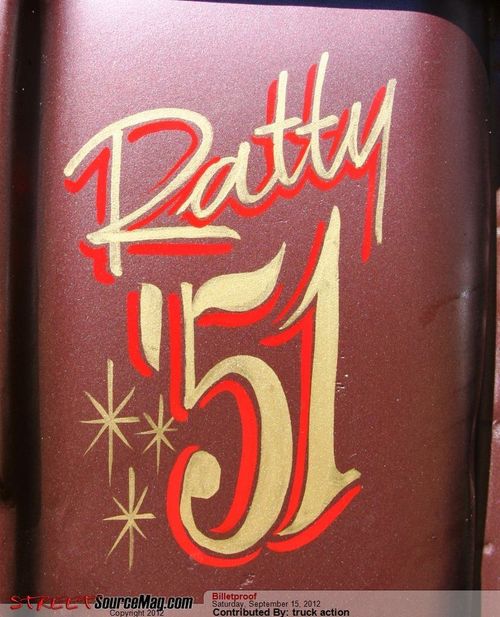 Ratty
'51
STREETSourceMag.com
Copyright 2012
Billetproof
Saturday, September 15, 2012
Contributed By: truck action